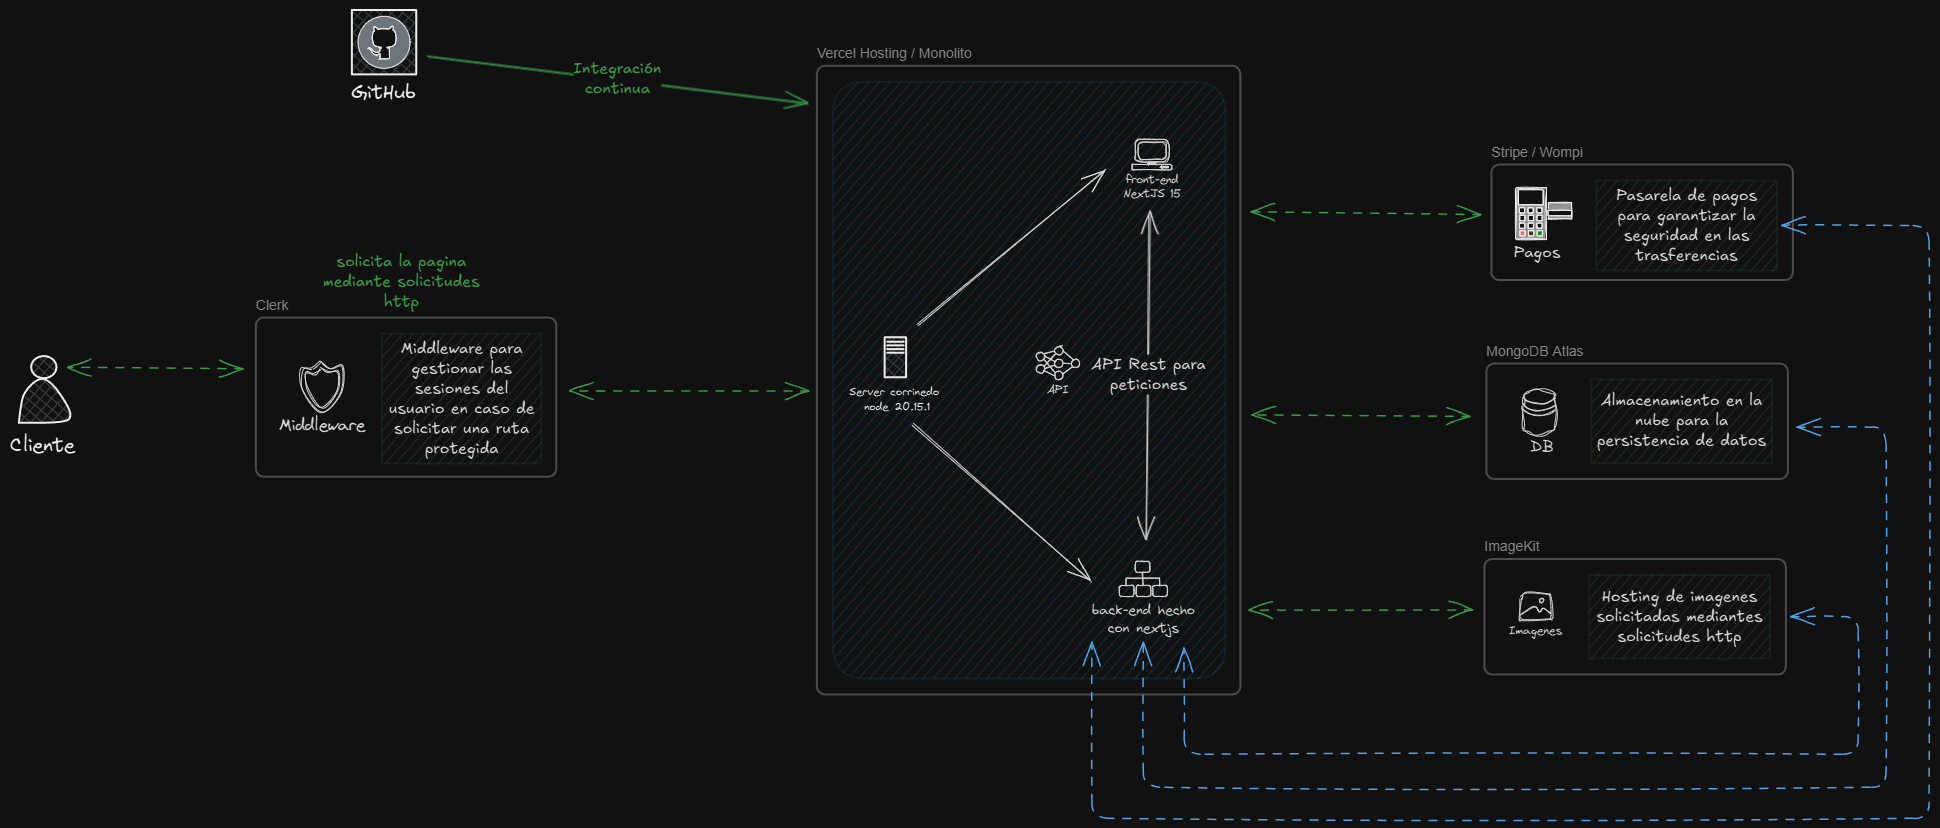 GitHub
Integración
continua
Vercel Hosting / Monolito
front-end
NextJS 15
Server corrinedo
node 20.15.1
API
API Rest para
peticiones
back-end hecho
con nextjs
solicita la pagina
mediante solicitudes
http
Clerk
Middleware
Middleware para
gestionar las
sesiones del
usuario en caso de
solicitar una ruta
protegida
Cliente
Stripe / Wompi
Pagos
Pasarela de pagos
para garantizar la
seguridad en las
trasferencias
MongoDB Atlas
DB
Almacenamiento en la
nube para la
persistencia de datos
ImageKit
Imagenes
Hosting de imagenes
solicitadas mediantes
solicitudes http